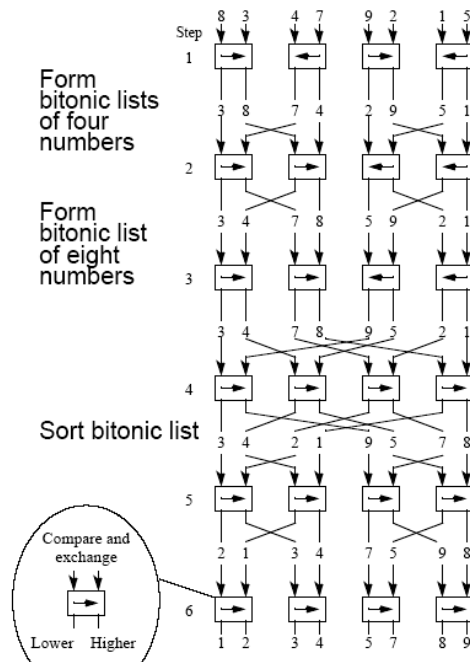 8 3 4 7 9 2 1 5
Step
1
Form
bitonic lists
of four
numbers
3 8 7 4 2 9 5 1
2
Form
bitonic list
of eight
numbers
3 4 7 8 5 9 2 1
3
3 4 7 8 9 5 2 1
4
Sort bitonic list
3 4 2 1 9 5 7 8
5
2 1 3 4 7 5 9 8
Compare and
exchange
6
Lower Higher
1 2 3 4 5 7 8 9